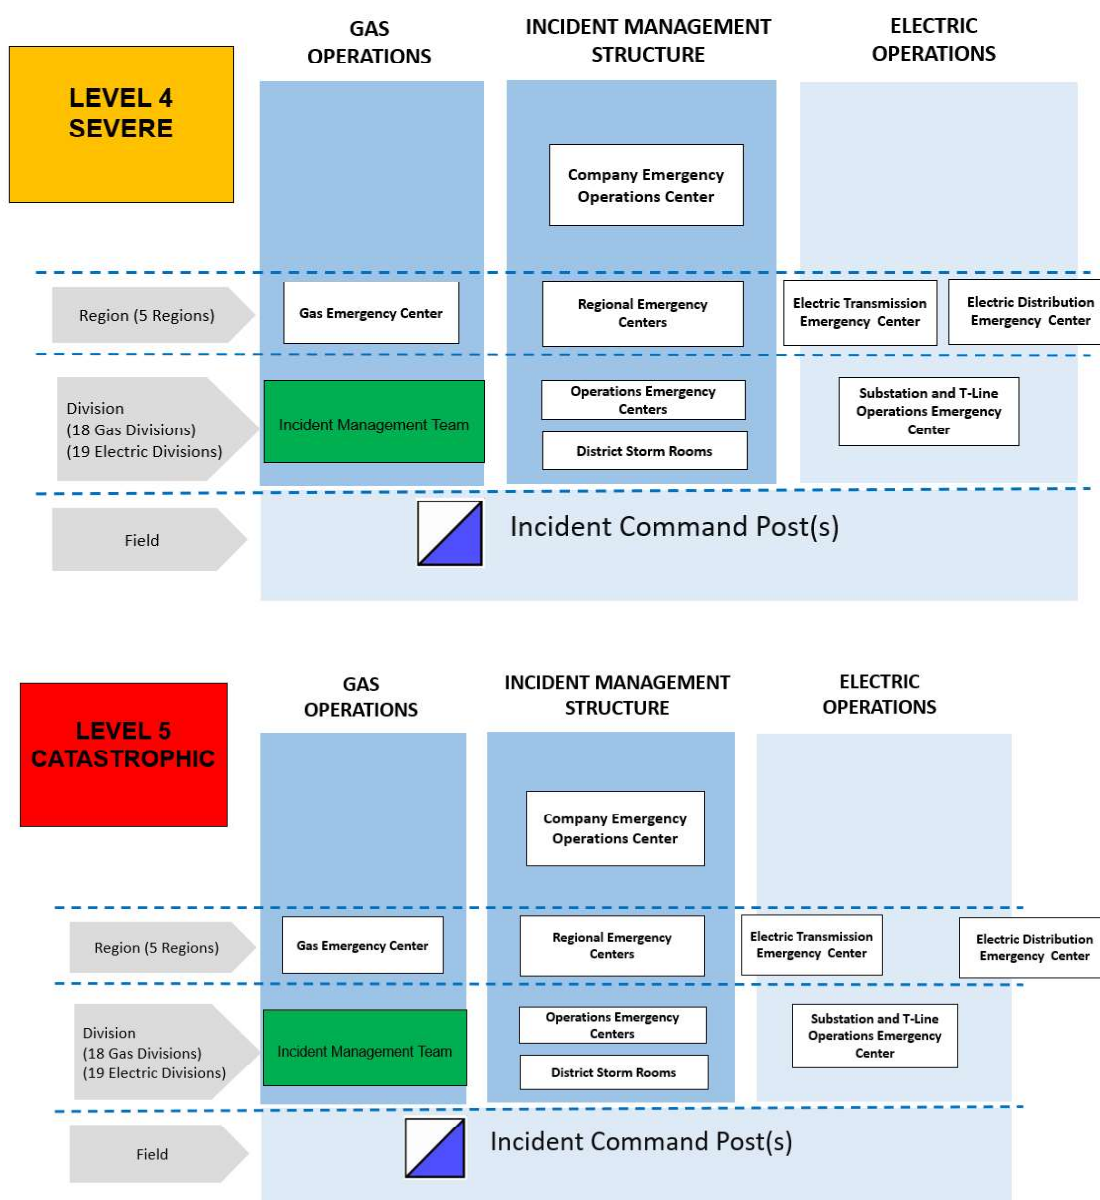 GAS
OPERATIONS
INCIDENT MANAGEMENT
STRUCTURE
ELECTRIC
OPERATIONS
LEVEL 4
SEVERE
Company Emergency
Operations Center
Region (5 Regions)
Gas Emergency Center
Regional Emergency
Centers
Electric Transmission
Emergency Center
Electric Distribution
Emergency Center
Division
(18 Gas Divisions)
(19 Electric Divisions)
Incident Management Team
Operations Emergency
Centers
District Storm Rooms
Substation and T-Line
Operations Emergency
Center
Field
Incident Command Post(s)
GAS
OPERATIONS
INCIDENT MANAGEMENT
STRUCTURE
ELECTRIC
OPERATIONS
LEVEL 5
CATASTROPHIC
Company Emergency
Operations Center
Region (5 Regions)
Gas Emergency Center
Regional Emergency
Centers
Electric Transmission
Emergency Center
Electric Distribution
Emergency Center
Division
(18 Gas Divisions)
(19 Electric Divisions)
Incident Management Team
Operations Emergency
Centers
District Storm Rooms
Substation and T-Line
Operations Emergency
Center
Field
Incident Command Post(s)